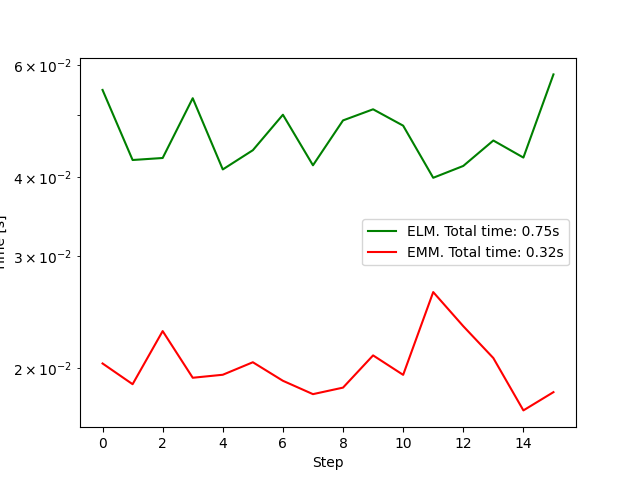 6 × 10⁻²
4 × 10⁻²
3 × 10⁻²
2 × 10⁻²
Time [s]
ELM. Total time: 0.75s
EMM. Total time: 0.32s
0 2 4 6 8 10 12 14
Step